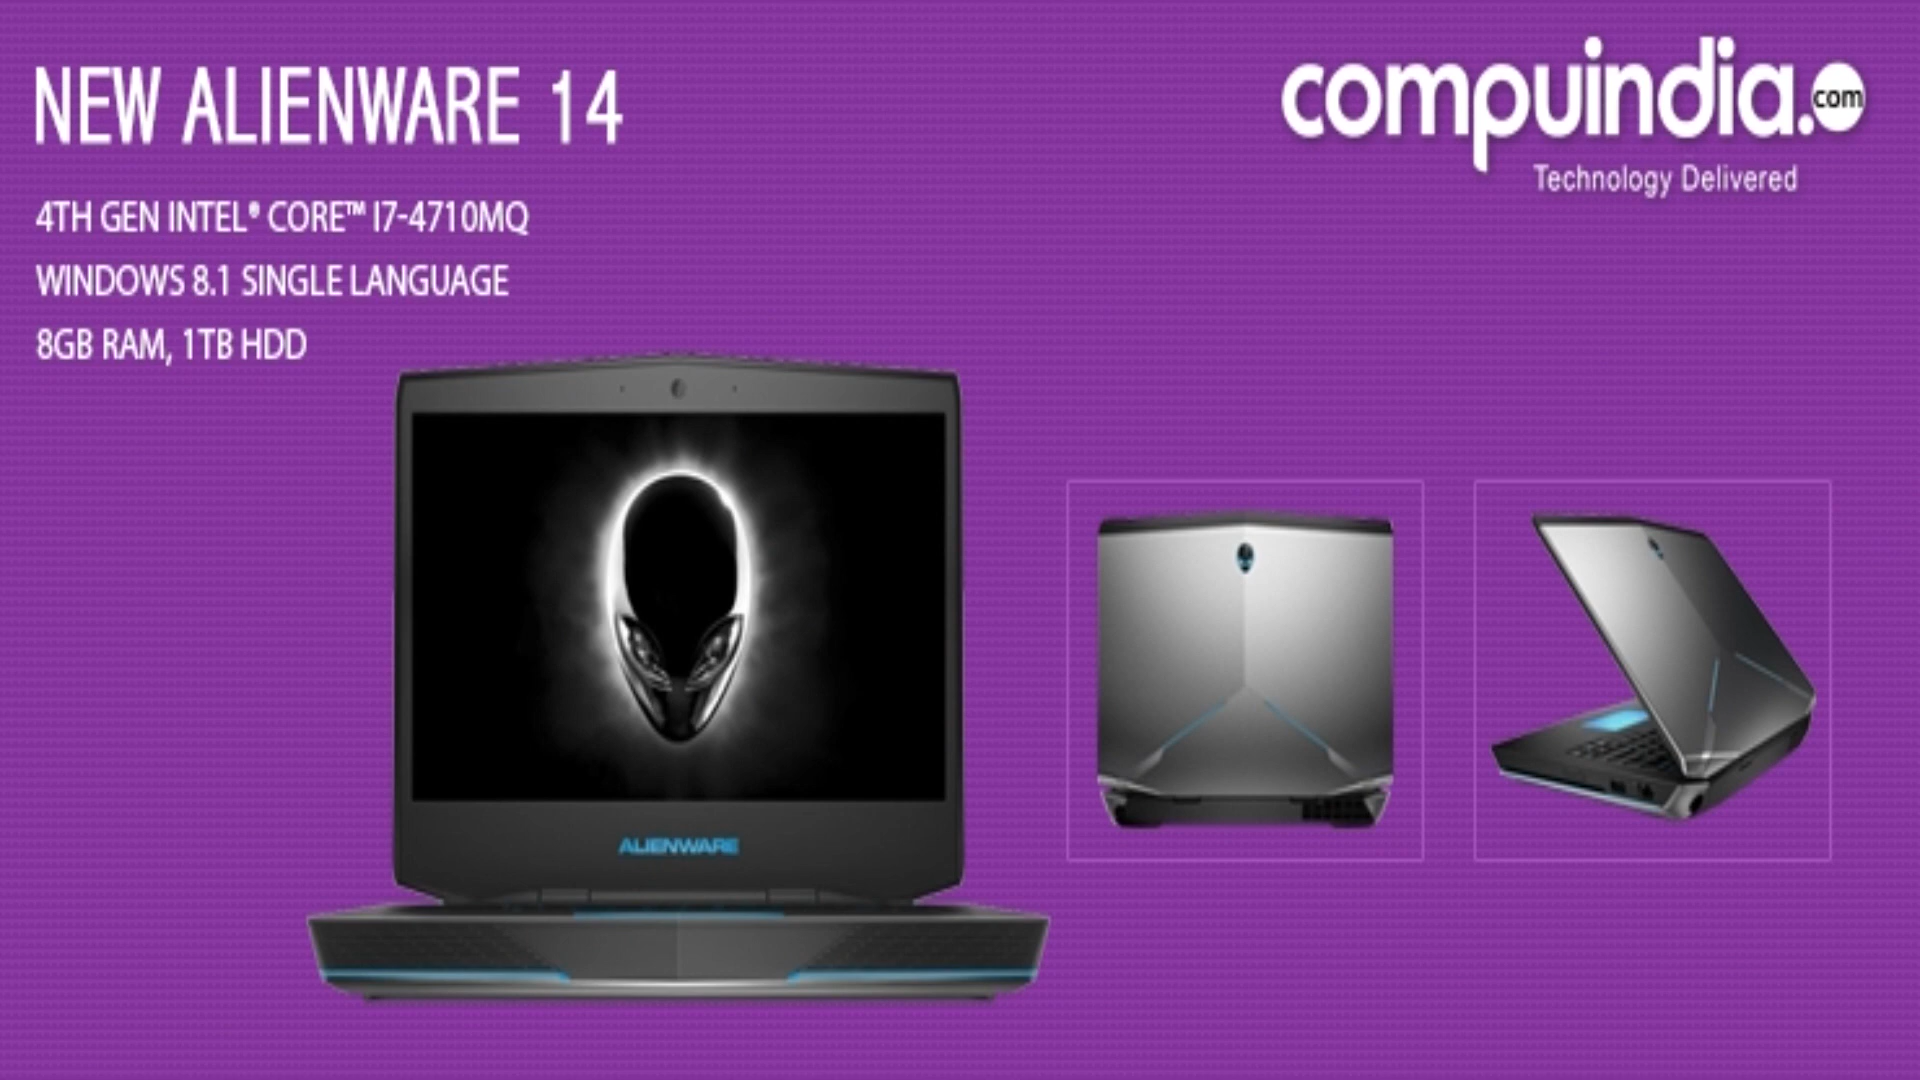 NEW ALIENWARE 14
4TH GEN INTEL® CORE™ I7-4710MQ
WINDOWS 8.1 SINGLE LANGUAGE
8GB RAM, 1TB HDD
compuindia.com
Technology Delivered
ALIENWARE